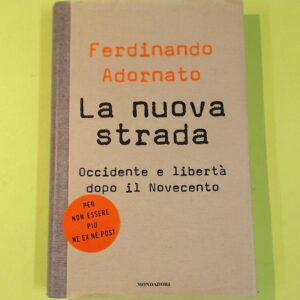 Ferdinando
Adornato
La nuova
strada
Occidente e libertà
dopo il Novecento
PER
NON ESSERE
PIÙ
NÉ EX NÉ POST
MONDADORI